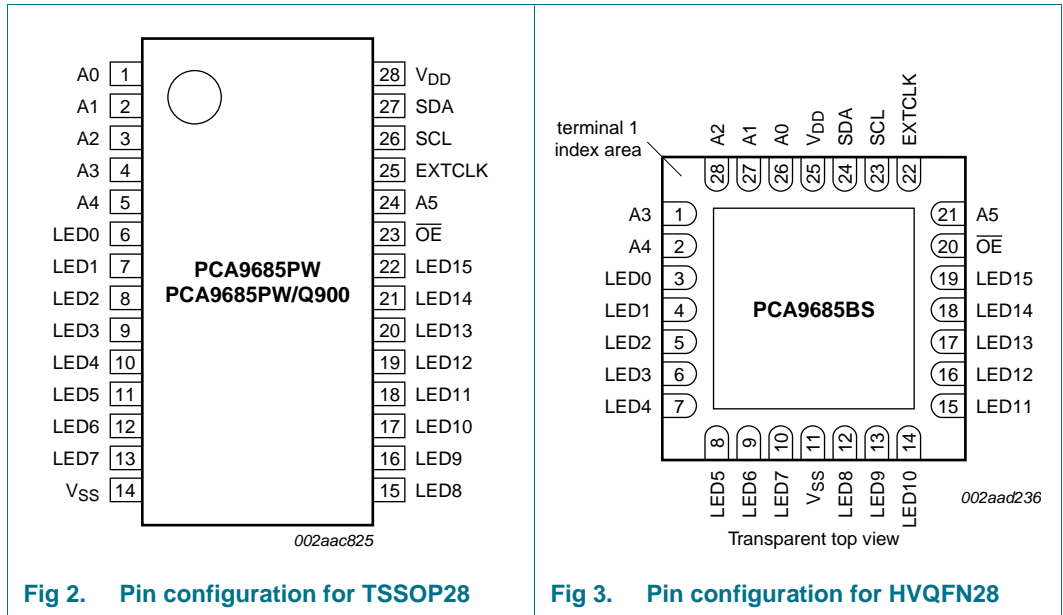 A0 1
A1 2
A2 3
A3 4
A4 5
LED0 6
LED1 7
LED2 8
LED3 9
LED4 10
LED5 11
LED6 12
LED7 13
VSS 14
PCA9685PW
PCA9685PW/Q900
28 VDD
27 SDA
26 SCL
25 EXTCLK
24 A5
23 O̅E̅
22 LED15
21 LED14
20 LED13
19 LED12
18 LED11
17 LED10
16 LED9
15 LED8
002aac825
Fig 2. Pin configuration for TSSOP28
terminal 1
index area
A2 A1 A0 VDD SDA SCL EXTCLK
28 27 26 25 24 23 22
A3 1
A4 2
LED0 3
LED1 4
LED2 5
LED3 6
LED4 7
PCA9685BS
21 A5
20 O̅E̅
19 LED15
18 LED14
17 LED13
16 LED12
15 LED11
8 9 10 11 12 13 14
LED5 LED6 LED7 VSS LED8 LED9 LED10
002aad236
Transparent top view
Fig 3. Pin configuration for HVQFN28